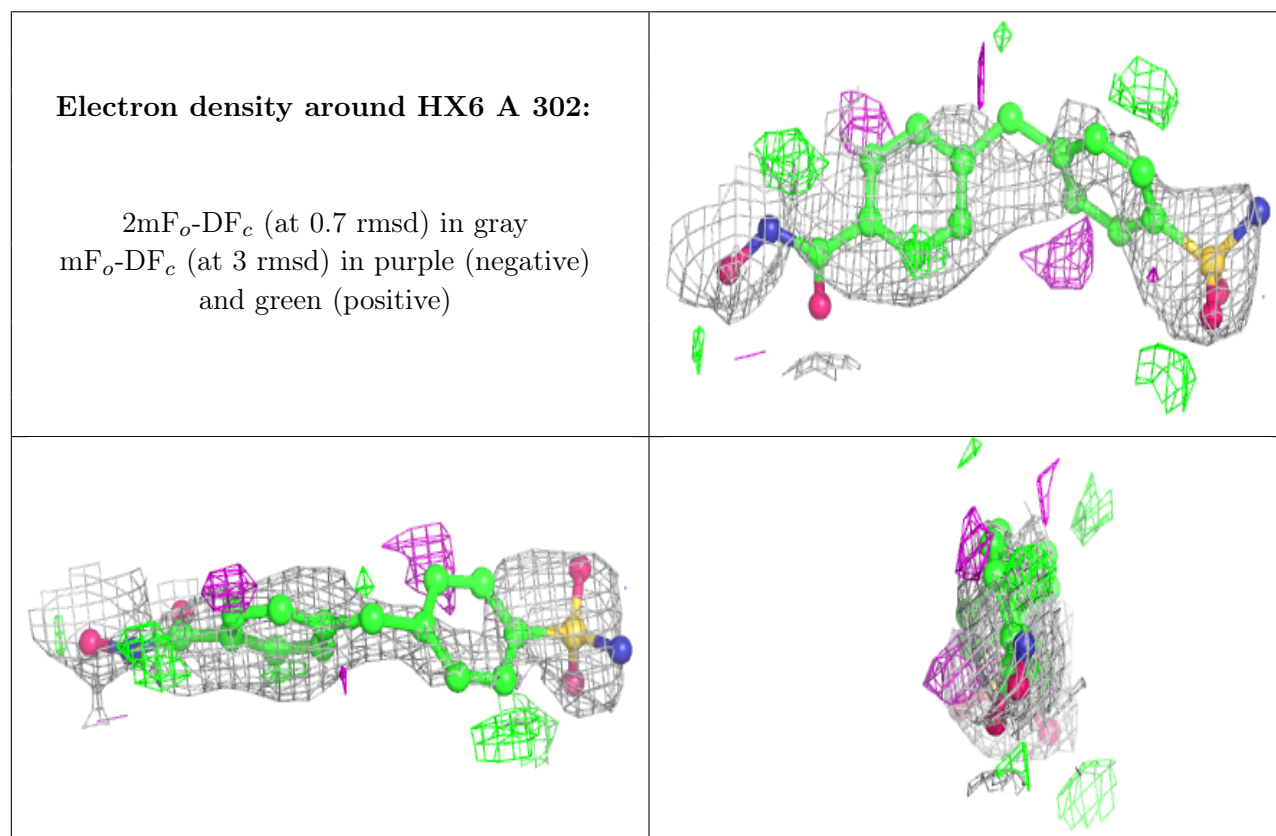 Electron density around HX6 A 302:
2mFo-DFc (at 0.7 rmsd) in gray
mFo-DFc (at 3 rmsd) in purple (negative)
and green (positive)